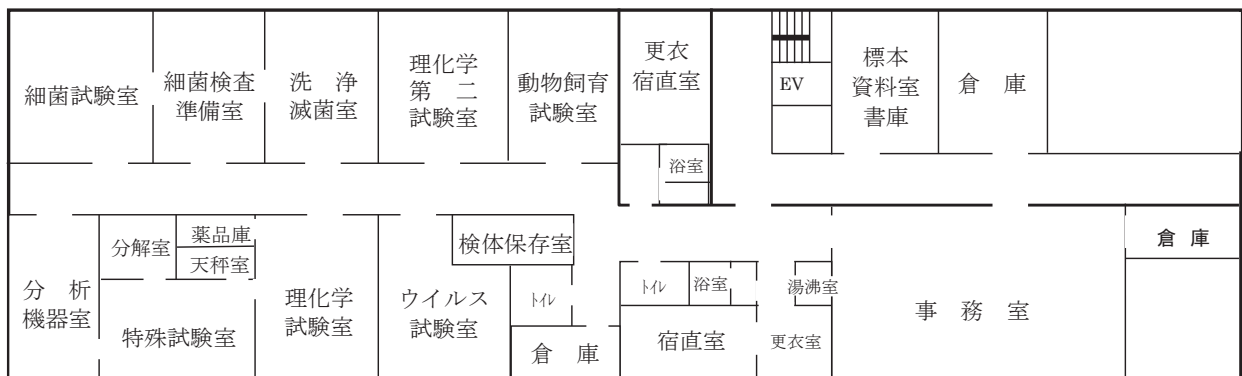 細菌試験室
細菌検査
準備室
洗 浄
滅菌室
理化学
第 二
試験室
動物飼育
試験室
更衣
宿直室
浴室
EV
標本
資料室
書庫
倉 庫
分 析
機器室
分解室
薬品庫
天秤室
特殊試験室
理化学
試験室
ウイルス
試験室
検体保存室
トイレ
倉 庫
トイレ
浴室
宿直室
湯沸室
更衣室
事 務 室
倉 庫